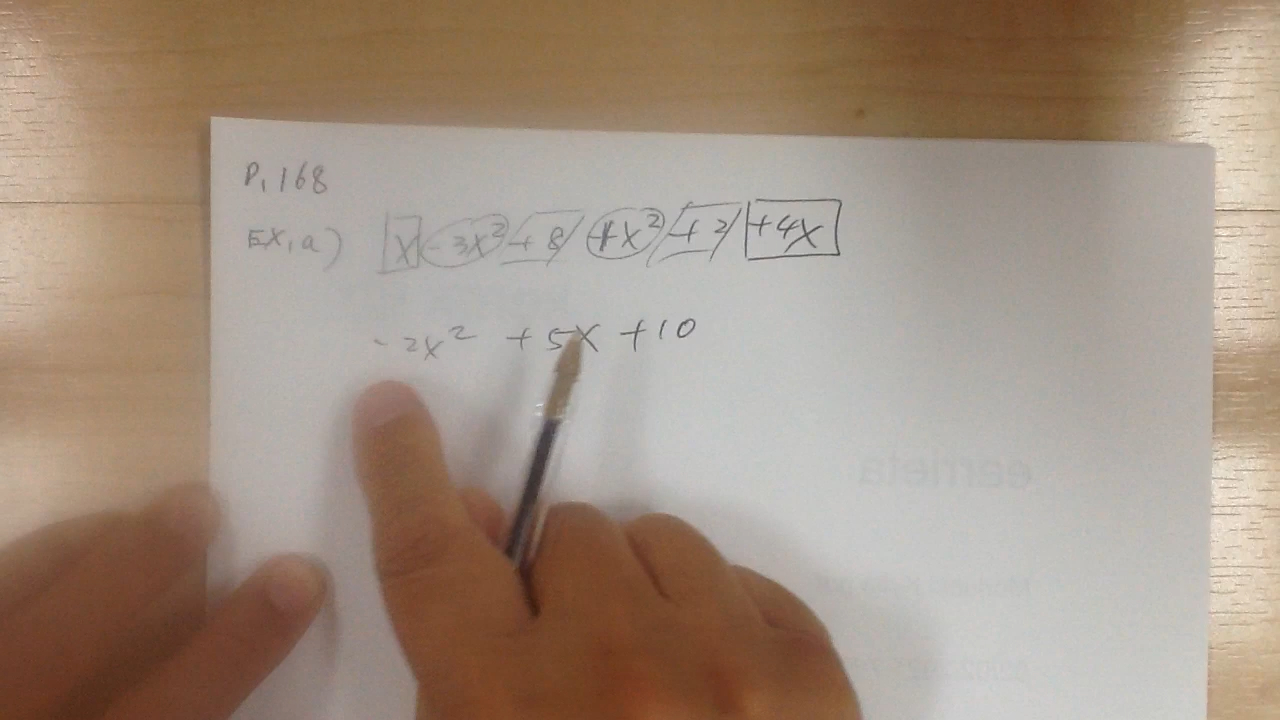 P. 168
Ex. a) x - 3x² + 8 + x² + 2 + 4x
- 2x² + 5x + 10